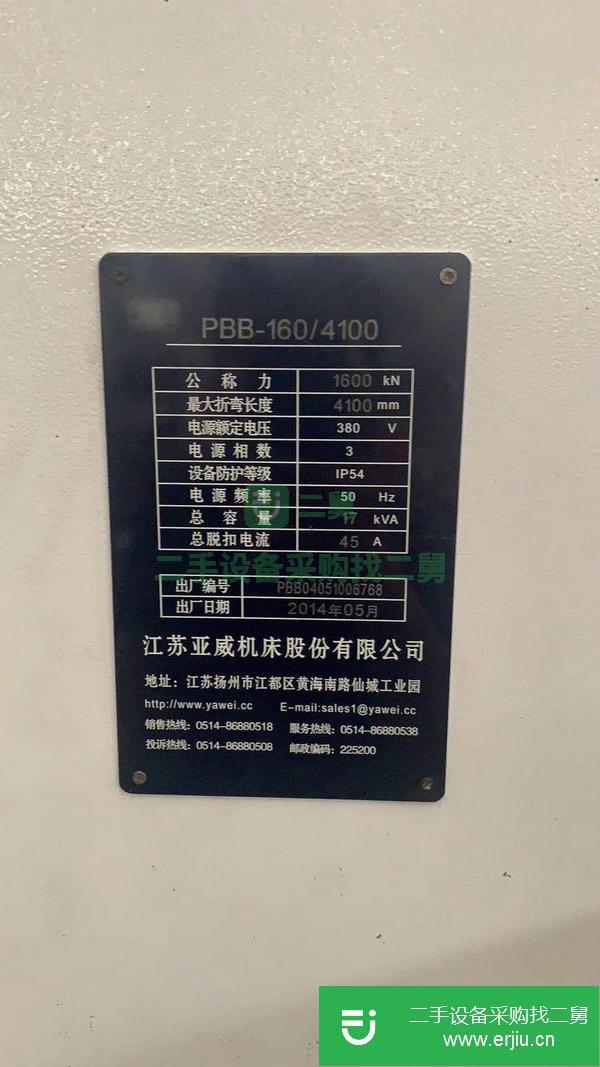 PBB-160/4100
公称力 1600 kN
最大折弯长度 4100 mm
电源额定电压 380 V
电源相数 3
设备防护等级 IP54
电源频率 50 Hz
二舅
总容量 17 kVA
总脱扣电流 45 A
二手设备采购找二舅
出厂编号 PBB04051006768
出厂日期 2014年05月
江苏亚威机床股份有限公司
地址：江苏扬州市江都区黄海南路仙城工业园
http://www.yawei.cc E-mail:sales1@yawei.cc
销售热线：0514-86880518 服务热线：0514-86880538
投诉热线：0514-86880508 邮政编码：225200
二手设备采购找二舅
www.erjiu.cn